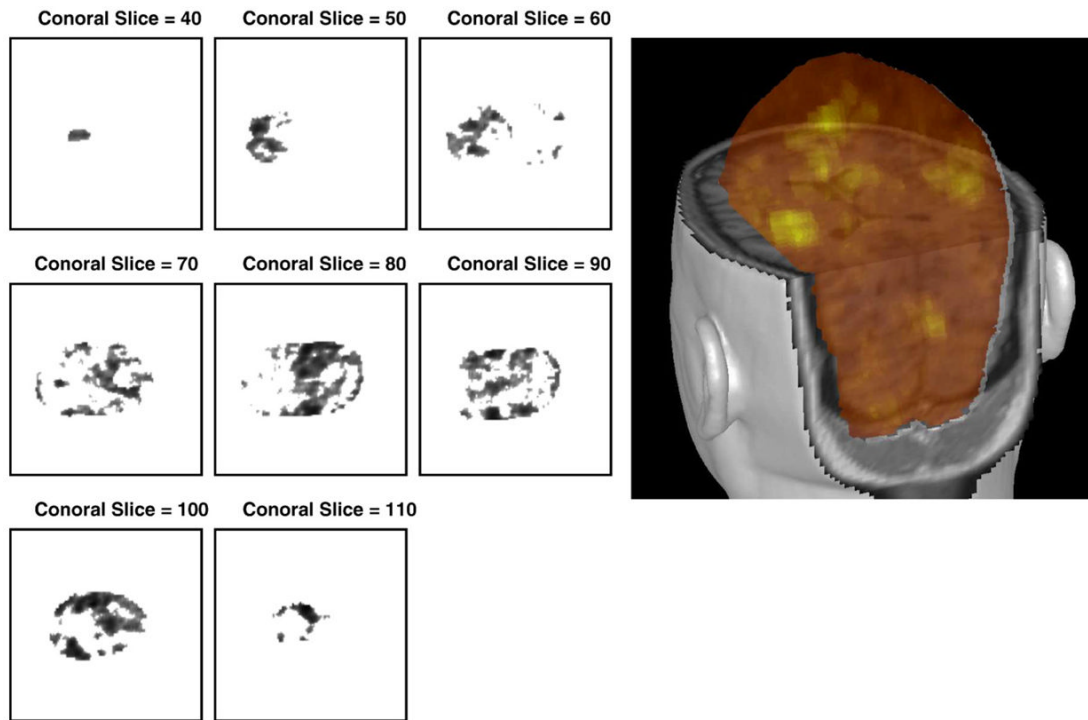 Conoral Slice = 40
Conoral Slice = 50
Conoral Slice = 60
Conoral Slice = 70
Conoral Slice = 80
Conoral Slice = 90
Conoral Slice = 100
Conoral Slice = 110